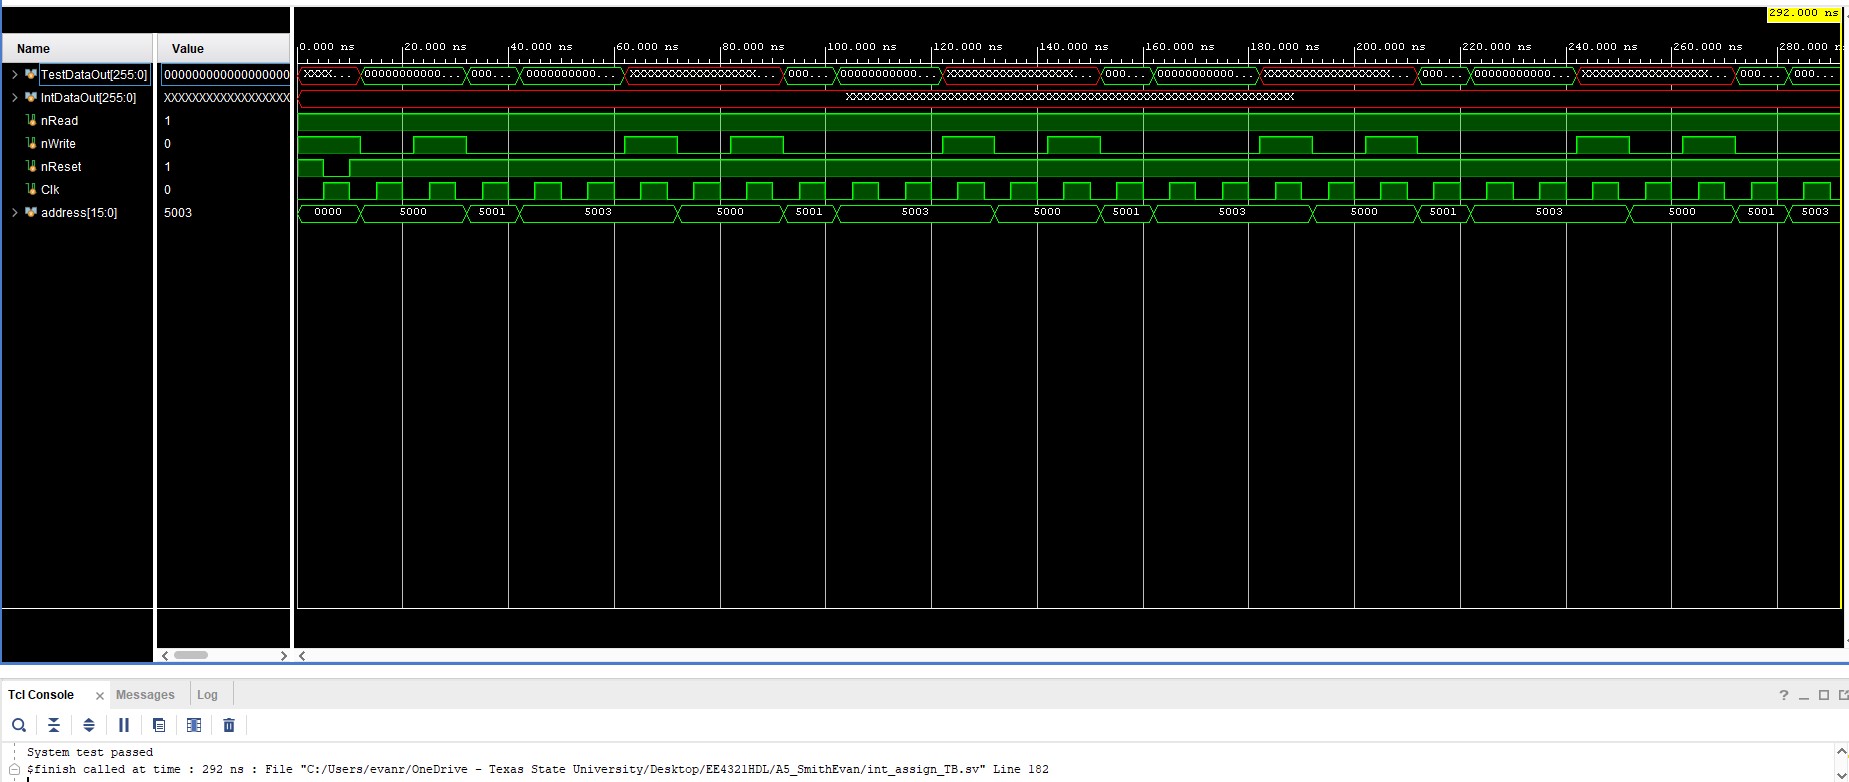 292.000 ns
Name Value 0.000 ns 20.000 ns 40.000 ns 60.000 ns 80.000 ns 100.000 ns 120.000 ns 140.000 ns 160.000 ns 180.000 ns 200.000 ns 220.000 ns 240.000 ns 260.000 ns 280.000 n
TestDataOut[255:0] 000000000000000000 XXXX... 00000000000... 000... 00000000000... XXXXXXXXXXXXXXXXXX... 000... 00000000000... XXXXXXXXXXXXXXXXXX... 000... 00000000000... XXXXXXXXXXXXXXXXXX... 000... 00000000000... XXXXXXXXXXXXXXXXXX... 000... 000...
IntDataOut[255:0] XXXXXXXXXXXXXXXXXX
nRead 1
nWrite 0
nReset 1
Clk 0
address[15:0] 5003 0000 5000 5001 5003 5000 5001 5003 5000 5001 5003 5000 5001 5003 5000 5001 5003
Tcl Console × Messages Log
System test passed
$finish called at time : 292 ns : File "C:/Users/evanr/OneDrive - Texas State University/Desktop/EE4321HDL/A5_SmithEvan/int_assign_TB.sv" Line 182